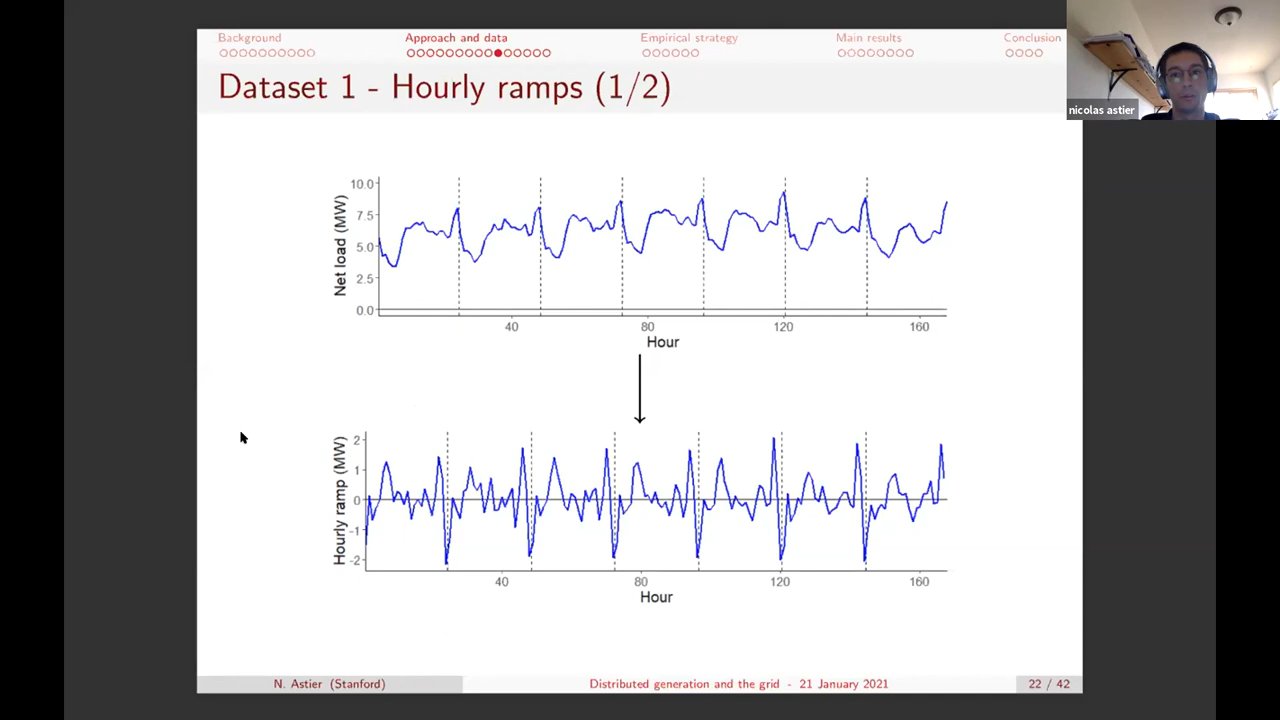 Background
Approach and data
Empirical strategy
Main results
Conclusion
Dataset 1 - Hourly ramps (1/2)
nicolas astier
Net load (MW)
10.0
7.5
5.0
2.5
0.0
40
80
120
160
Hour
Hourly ramp (MW)
2
1
0
-1
-2
40
80
120
160
Hour
N. Astier (Stanford)
Distributed generation and the grid - 21 January 2021
22 / 42